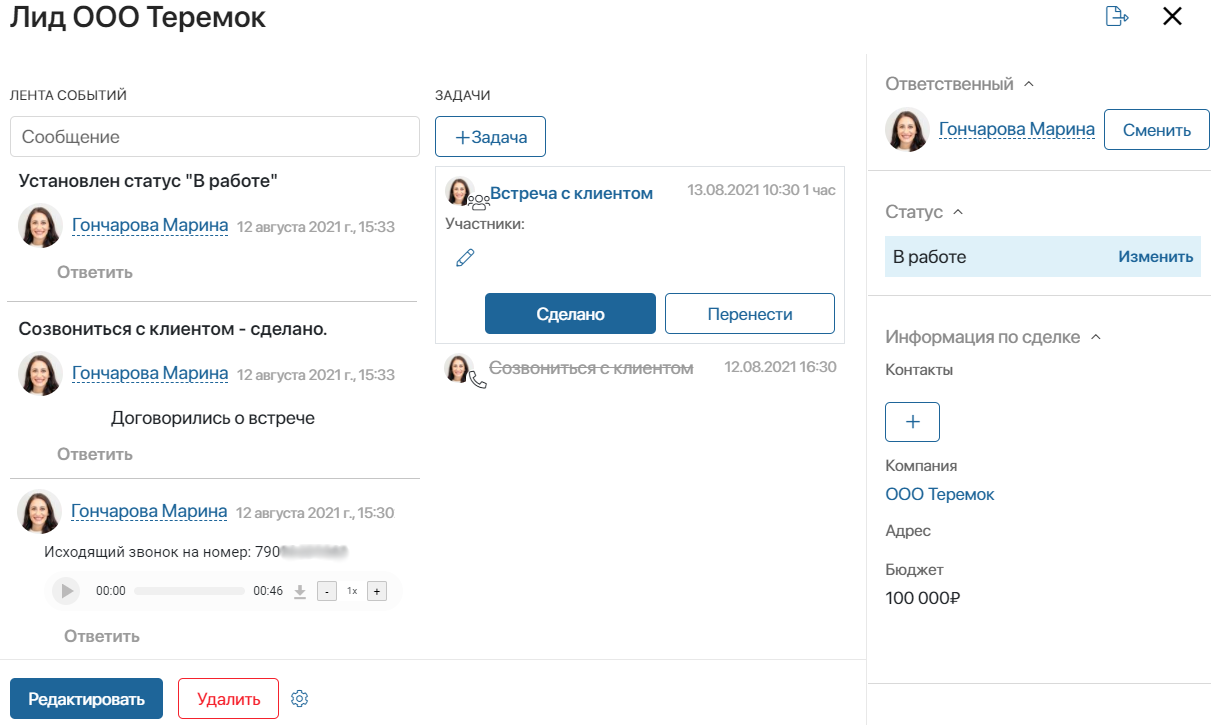 Лид ООО Теремок
ЛЕНТА СОБЫТИЙ
Сообщение
Установлен статус "В работе"
Гончарова Марина 12 августа 2021 г., 15:33
Ответить
Созвониться с клиентом - сделано.
Гончарова Марина 12 августа 2021 г., 15:33
Договорились о встрече
Ответить
Гончарова Марина 12 августа 2021 г., 15:30
Исходящий звонок на номер: 790
00:00 00:46 - 1x +
Ответить
Редактировать Удалить
ЗАДАЧИ
+Задача
Встреча с клиентом 13.08.2021 10:30 1 час
Участники:
Сделано Перенести
Созвониться с клиентом 12.08.2021 16:30
Ответственный
Гончарова Марина Сменить
Статус
В работе Изменить
Информация по сделке
Контакты
+
Компания
ООО Теремок
Адрес
Бюджет
100 000₽